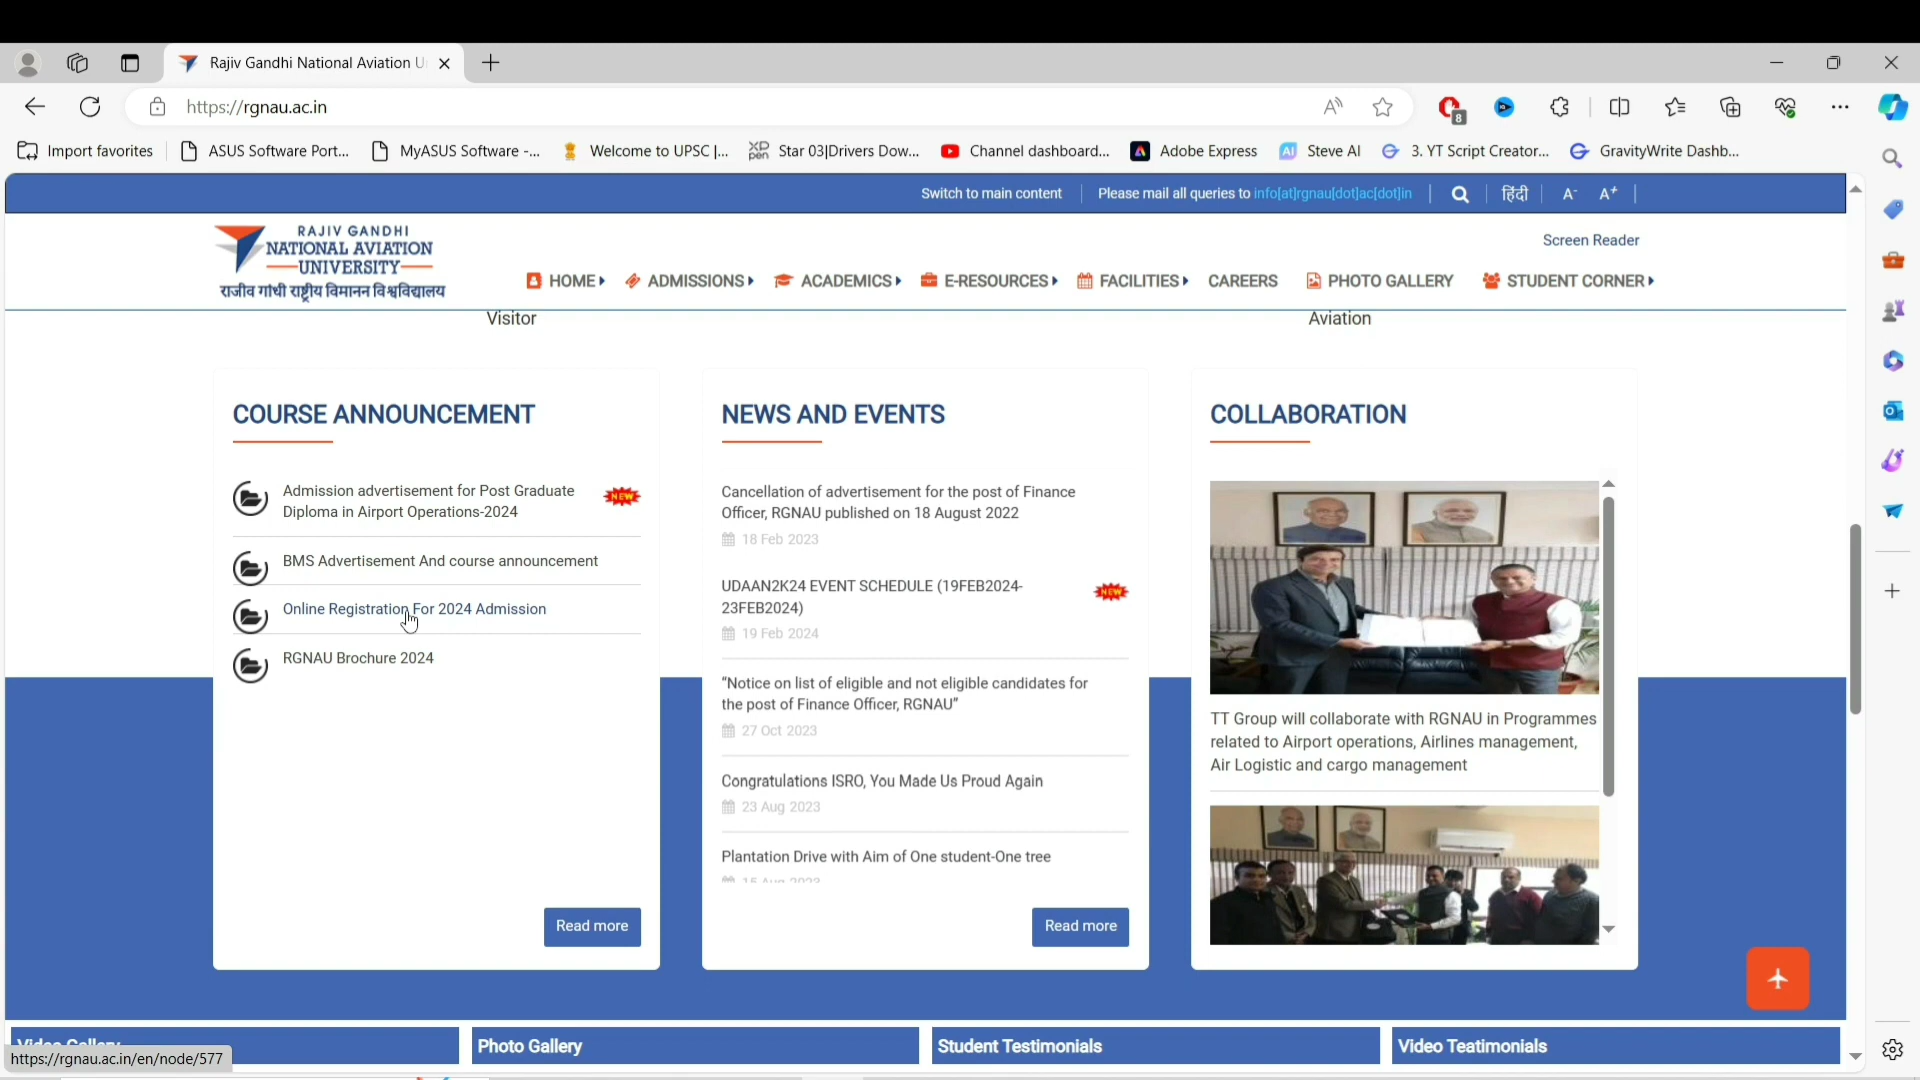 Rajiv Gandhi National Aviation U
https://rgnau.ac.in
8
Import favorites
ASUS Software Port...
MyASUS Software -...
Welcome to UPSC |...
Star 03|Drivers Dow...
Channel dashboard...
Adobe Express
Steve AI
3. YT Script Creator...
GravityWrite Dashb...
Switch to main content
Please mail all queries to info[at]rgnau[dot]ac[dot]in
हिंदी
A-
A+
RAJIV GANDHI
NATIONAL AVIATION
UNIVERSITY
राजीव गांधी राष्ट्रीय विमानन विश्वविद्यालय
Screen Reader
HOME
ADMISSIONS
ACADEMICS
E-RESOURCES
FACILITIES
CAREERS
PHOTO GALLERY
STUDENT CORNER
Visitor
Aviation
COURSE ANNOUNCEMENT
Admission advertisement for Post Graduate
Diploma in Airport Operations-2024
NEW
BMS Advertisement And course announcement
Online Registration For 2024 Admission
RGNAU Brochure 2024
Read more
NEWS AND EVENTS
Cancellation of advertisement for the post of Finance
Officer, RGNAU published on 18 August 2022
18 Feb 2023
UDAAN2K24 EVENT SCHEDULE (19FEB2024-
23FEB2024)
NEW
19 Feb 2024
"Notice on list of eligible and not eligible candidates for
the post of Finance Officer, RGNAU”
27 Oct 2023
Congratulations ISRO, You Made Us Proud Again
23 Aug 2023
Plantation Drive with Aim of One student-One tree
15 Aug 2023
Read more
COLLABORATION
TT Group will collaborate with RGNAU in Programmes
related to Airport operations, Airlines management,
Air Logistic and cargo management
Video Gallery
Photo Gallery
Student Testimonials
Video Teatimonials
https://rgnau.ac.in/en/node/577